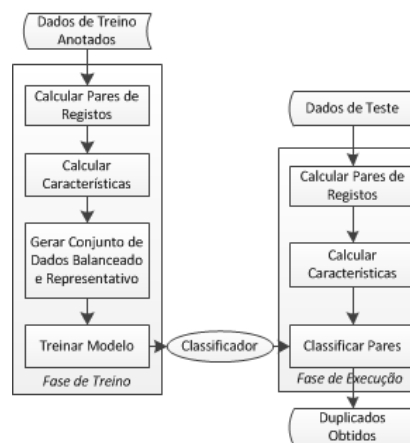 Dados de Treino
Anotados
Calcular Pares de
Registos
Calcular
Características
Gerar Conjunto de
Dados Balanceado
e Representativo
Treinar Modelo
Fase de Treino
Classificador
Dados de Teste
Calcular Pares de
Registos
Calcular
Características
Classificar Pares
Fase de Execução
Duplicados
Obtidos